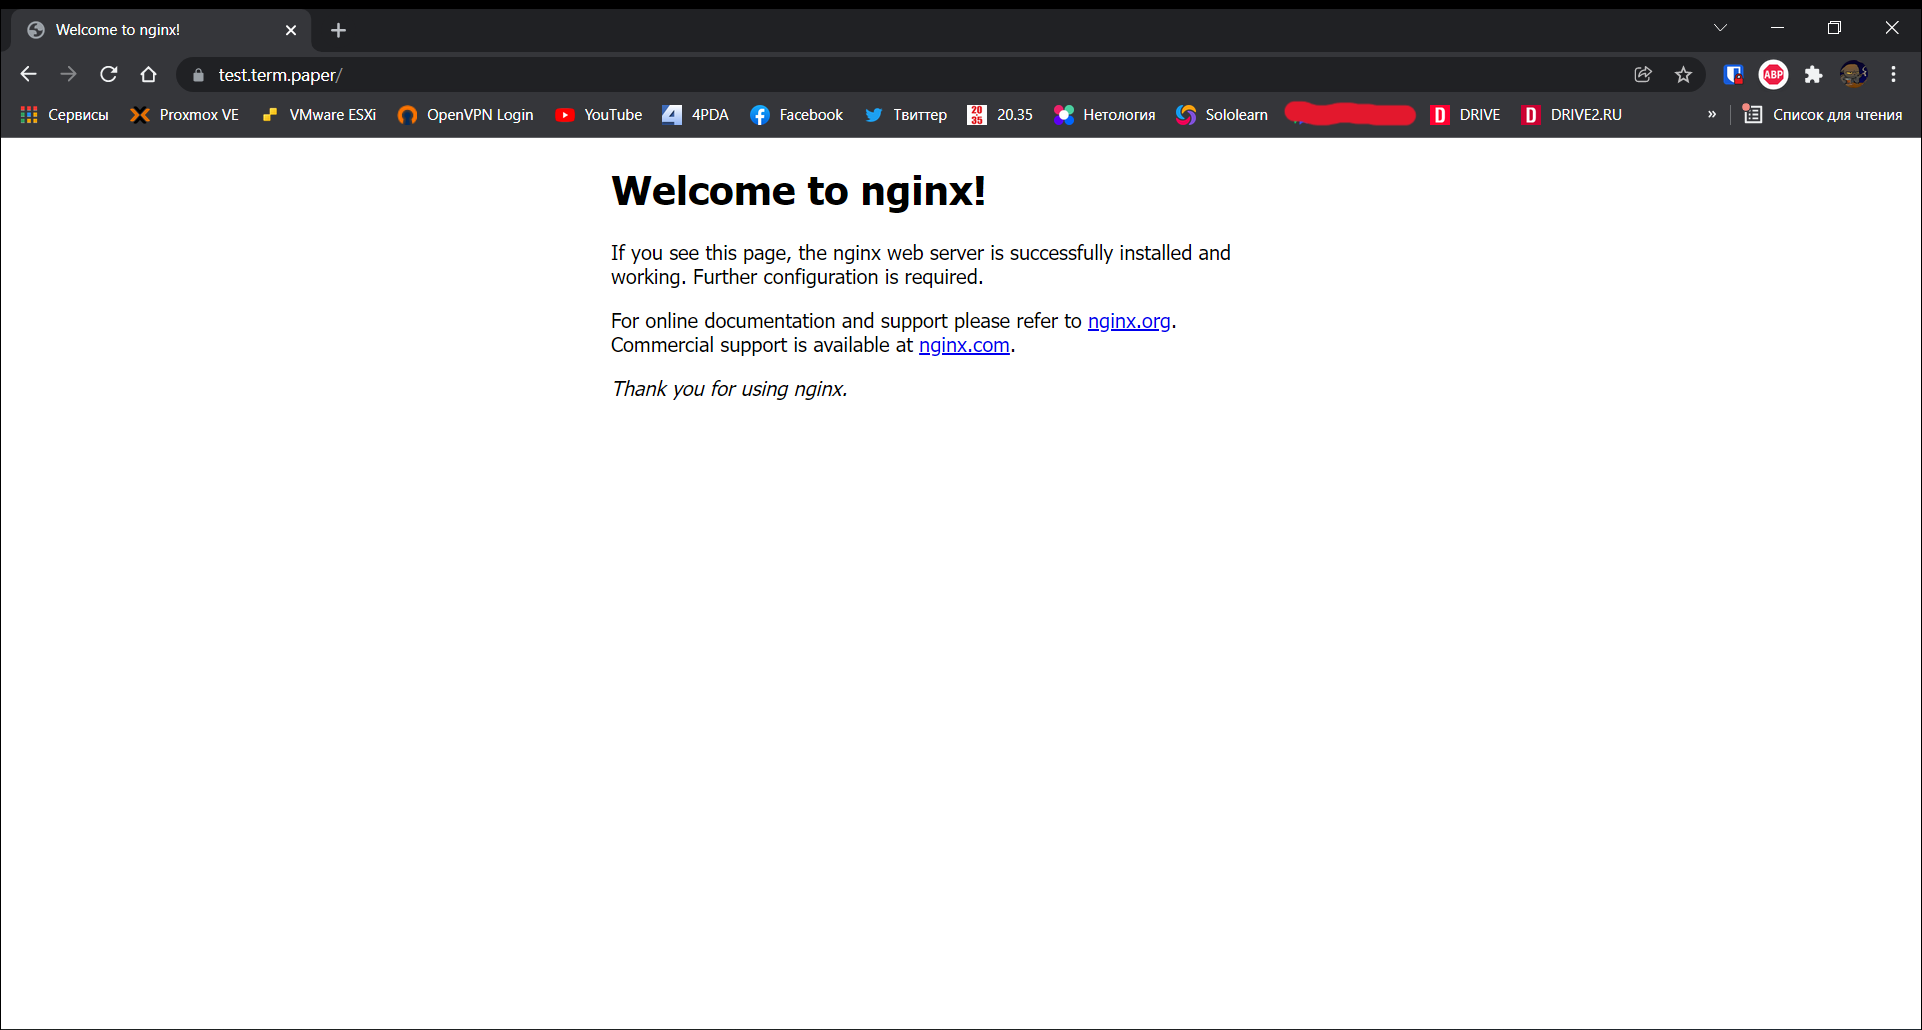 Welcome to nginx!
test.term.paper/
ABP
Сервисы Proxmox VE VMware ESXi OpenVPN Login YouTube 4PDA Facebook Твиттер 20 35 20.35 Нетология Sololearn D DRIVE D DRIVE2.RU » Список для чтения
Welcome to nginx!
If you see this page, the nginx web server is successfully installed and
working. Further configuration is required.
For online documentation and support please refer to nginx.org.
Commercial support is available at nginx.com.
Thank you for using nginx.